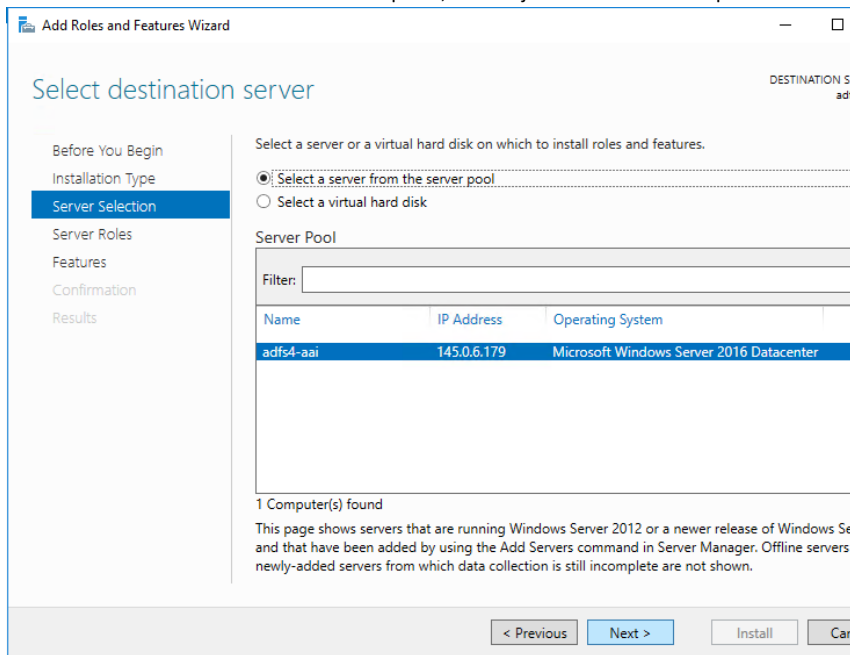 Add Roles and Features Wizard
Select destination server
DESTINATION S
ad
Before You Begin
Installation Type
Server Selection
Server Roles
Features
Confirmation
Results
Select a server or a virtual hard disk on which to install roles and features.
Select a server from the server pool
Select a virtual hard disk
Server Pool
Filter:
Name IP Address Operating System
adfs4-aai 145.0.6.179 Microsoft Windows Server 2016 Datacenter
1 Computer(s) found
This page shows servers that are running Windows Server 2012 or a newer release of Windows Se
and that have been added by using the Add Servers command in Server Manager. Offline servers
newly-added servers from which data collection is still incomplete are not shown.
< Previous Next > Install Car